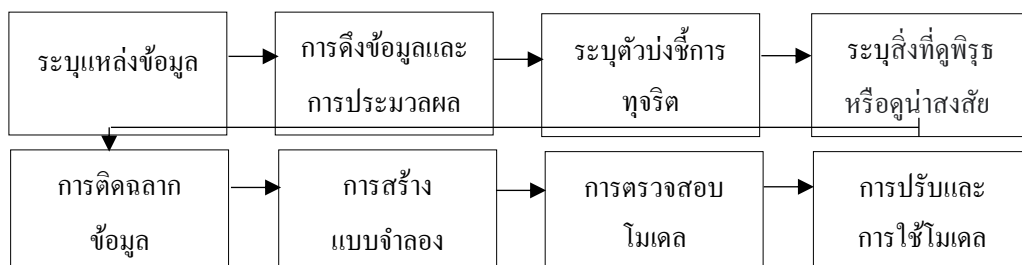 ระบุแหล่งข้อมูล
การดึงข้อมูลและ
การประมวลผล
ระบุตัวบ่งชี้การ
ทุจริต
ระบุสิ่งที่ดูพิรุธ
หรือดูน่าสงสัย
การติดฉลาก
ข้อมูล
การสร้าง
แบบจำลอง
การตรวจสอบ
โมเดล
การปรับและ
การใช้โมเดล